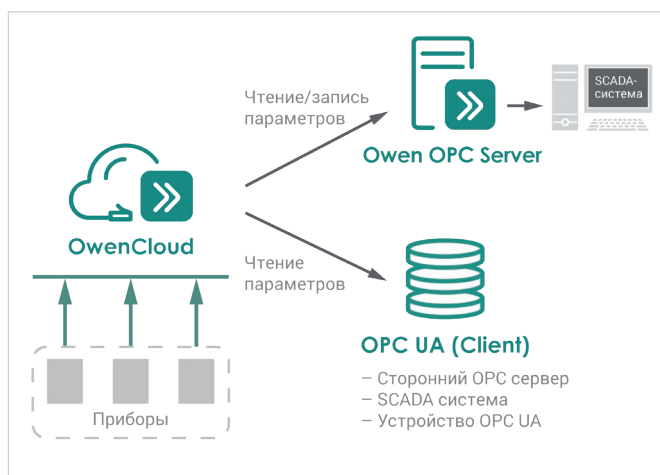 Чтение/запись
параметров
SCADA-
система
Owen OPC Server
OwenCloud
Чтение
параметров
OPC UA (Client)
– Сторонний OPC сервер
– SCADA система
– Устройство OPC UA
Приборы